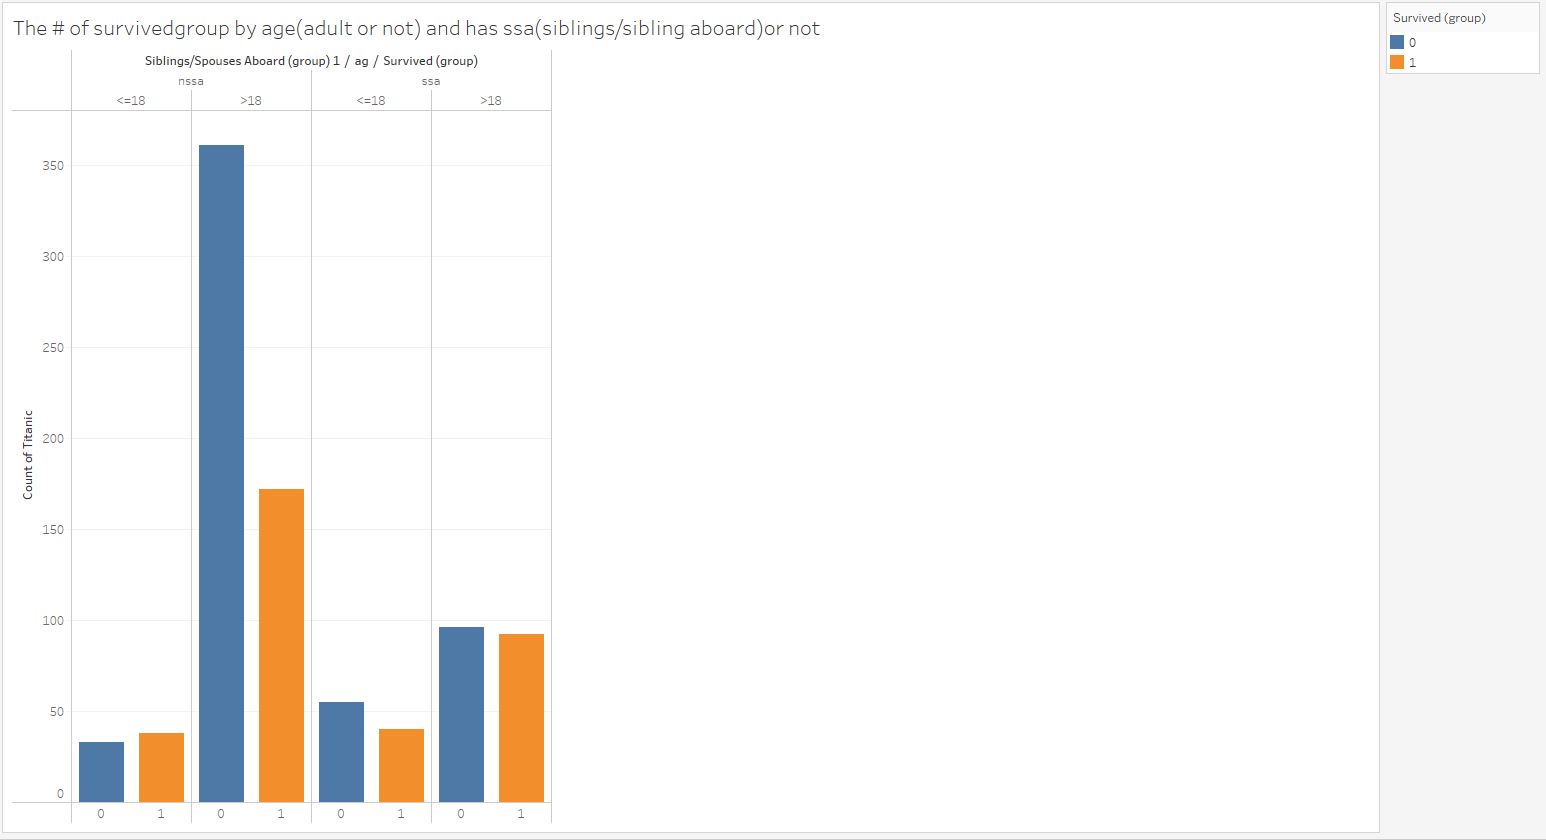 The # of survivedgroup by age(adult or not) and has ssa(siblings/sibling aboard)or not
Survived (group)
0
1
Siblings/Spouses Aboard (group) 1 / ag / Survived (group)
nssa ssa
<=18 >18 <=18 >18
350
300
250
200
150
100
50
0
Count of Titanic
0 1 0 1 0 1 0 1